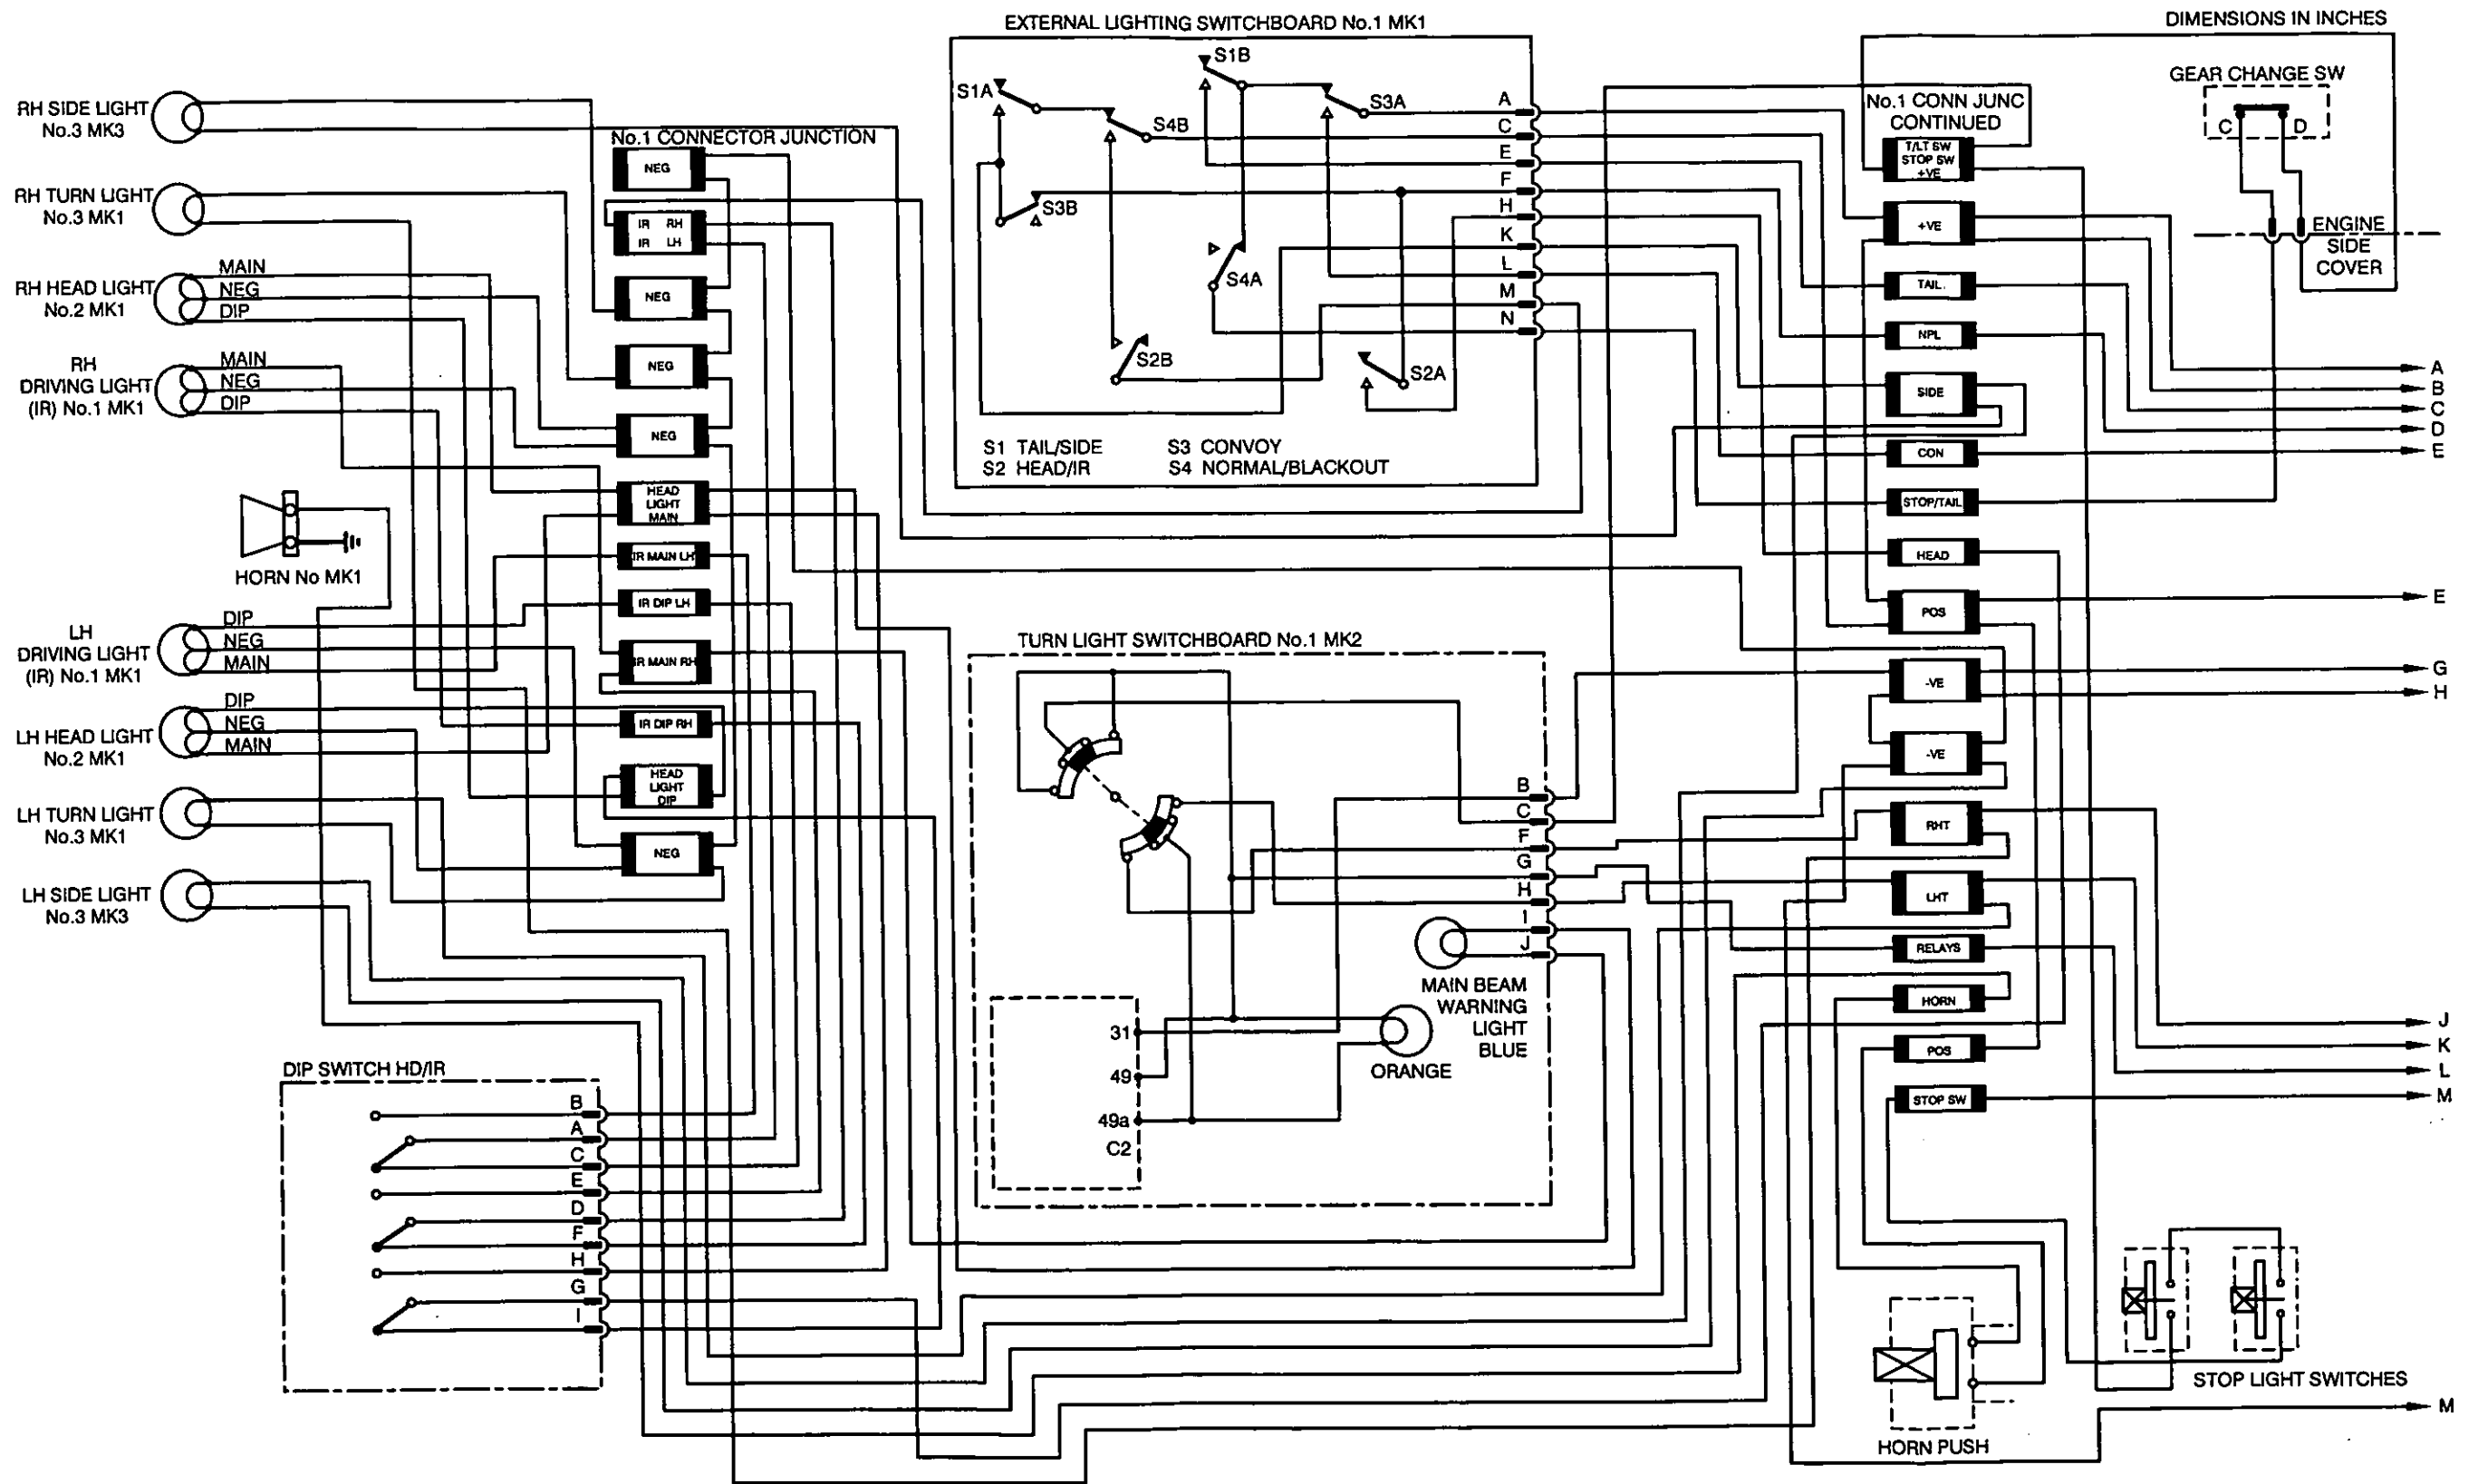 EXTERNAL LIGHTING SWITCHBOARD No.1 MK1
DIMENSIONS IN INCHES
RH SIDE LIGHT
No.3 MK3
RH TURN LIGHT
No.3 MK1
RH HEAD LIGHT
No.2 MK1
MAIN
NEG
DIP
RH
DRIVING LIGHT
(IR) No.1 MK1
MAIN
NEG
DIP
HORN No MK1
LH
DRIVING LIGHT
(IR) No.1 MK1
DIP
NEG
MAIN
LH HEAD LIGHT
No.2 MK1
DIP
NEG
MAIN
LH TURN LIGHT
No.3 MK1
LH SIDE LIGHT
No.3 MK3
No.1 CONNECTOR JUNCTION
NEG
IR RH
IR LH
NEG
NEG
NEG
HEAD
LIGHT
MAIN
IR MAIN LH
IR DIP LH
IR MAIN RH
IR DIP RH
HEAD
LIGHT
DIP
NEG
DIP SWITCH HD/IR
B
A
C
E
D
F
H
G
I
S1A
S1B
S3A
S4B
S3B
S4A
S2B
S2A
A
C
E
F
H
K
L
M
N
S1 TAIL/SIDE
S2 HEAD/IR
S3 CONVOY
S4 NORMAL/BLACKOUT
TURN LIGHT SWITCHBOARD No.1 MK2
B
C
F
G
H
I
J
MAIN BEAM
WARNING
LIGHT
BLUE
ORANGE
31
49
49a
C2
No.1 CONN JUNC
CONTINUED
T/LT SW
STOP SW
+VE
+VE
TAIL.
NPL
SIDE
CON
STOP/TAIL
HEAD
POS
-VE
-VE
RHT
LHT
RELAYS
HORN
POS
STOP SW
GEAR CHANGE SW
C
D
ENGINE
SIDE
COVER
A
B
C
D
E
E
G
H
J
K
L
M
STOP LIGHT SWITCHES
M
HORN PUSH